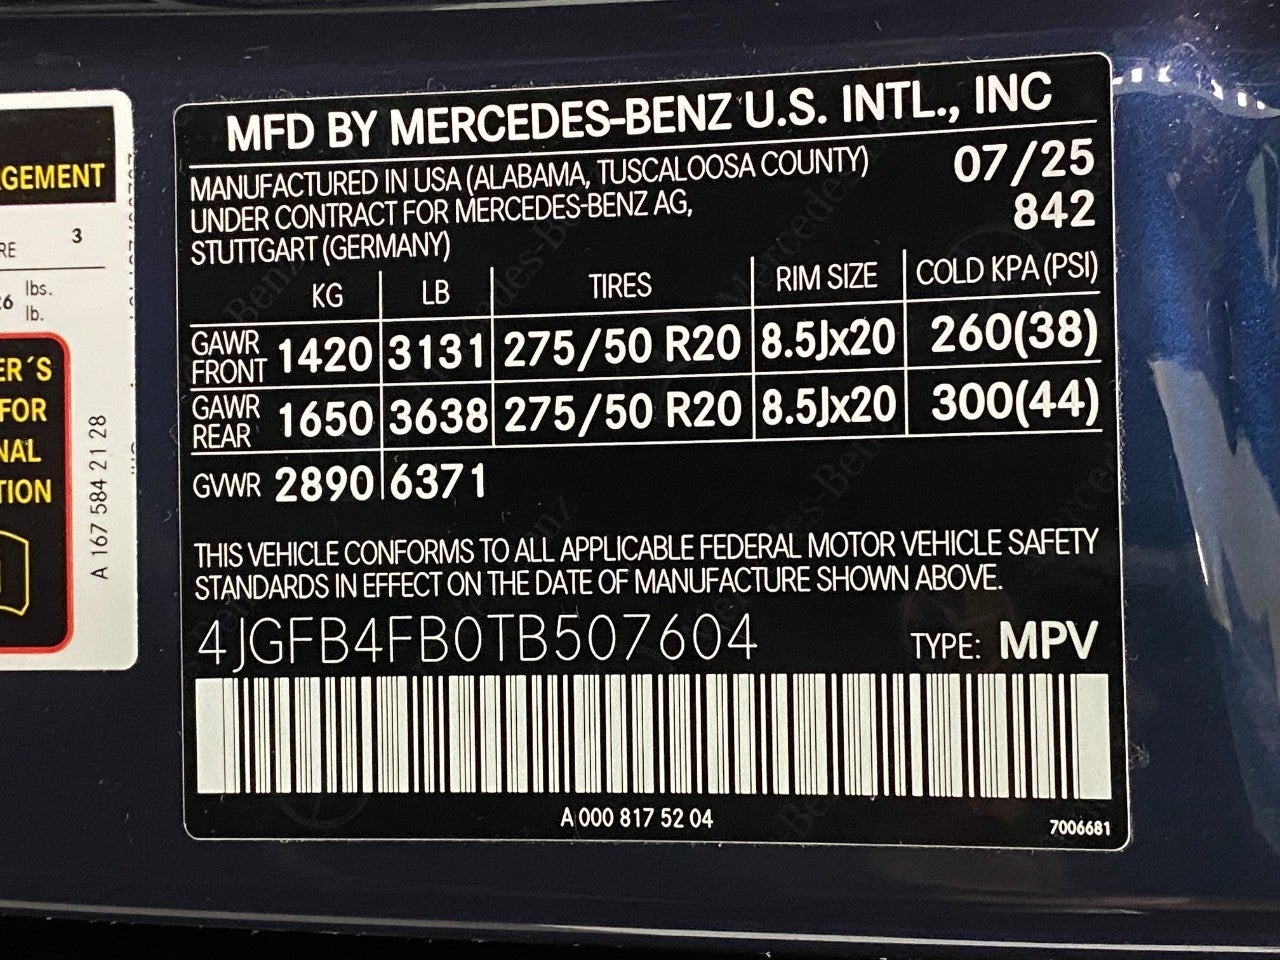 MFD BY MERCEDES-BENZ U.S. INTL., INC
MANUFACTURED IN USA (ALABAMA, TUSCALOOSA COUNTY) 07/25
UNDER CONTRACT FOR MERCEDES-BENZ AG, 842
STUTTGART (GERMANY)
KG LB TIRES RIM SIZE COLD KPA (PSI)
GAWR FRONT 1420 3131 275/50 R20 8.5Jx20 260(38)
GAWR REAR 1650 3638 275/50 R20 8.5Jx20 300(44)
GVWR 2890 6371
THIS VEHICLE CONFORMS TO ALL APPLICABLE FEDERAL MOTOR VEHICLE SAFETY
STANDARDS IN EFFECT ON THE DATE OF MANUFACTURE SHOWN ABOVE.
4JGFB4FB0TB507604 TYPE: MPV
A 000 817 52 04
7006681
GEMENT
RE 3
lbs.
26 lb.
ER´S
FOR
NAL
TION
A 167 584 21 28